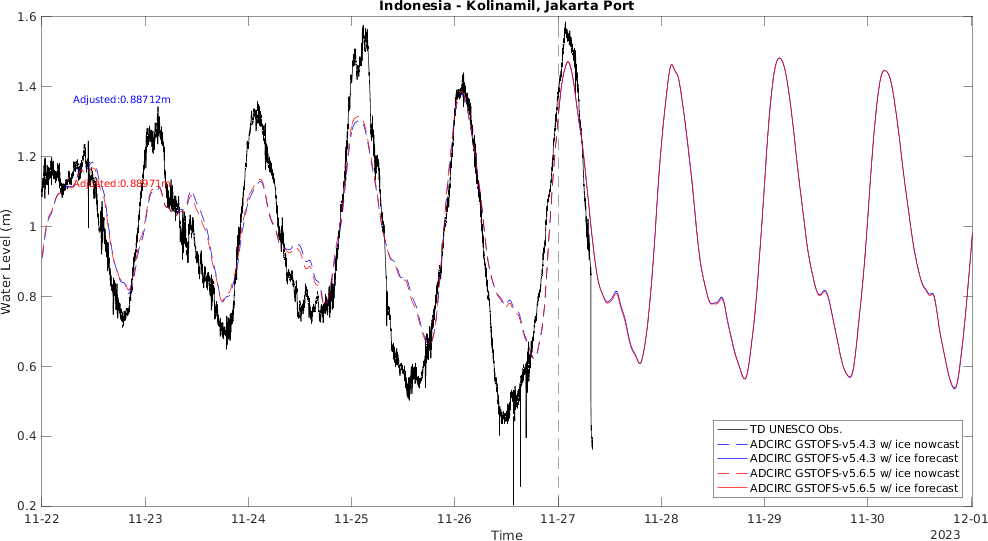 Indonesia - Kolinamil, Jakarta Port
1.6
1.4
1.2
1
0.8
0.6
0.4
0.2
Water Level (m)
Adjusted:0.88712m
Adjusted:0.88971m
TD UNESCO Obs.
ADCIRC GSTOFS-v5.4.3 w/ ice nowcast
ADCIRC GSTOFS-v5.4.3 w/ ice forecast
ADCIRC GSTOFS-v5.6.5 w/ ice nowcast
ADCIRC GSTOFS-v5.6.5 w/ ice forecast
11-22 11-23 11-24 11-25 11-26 11-27 11-28 11-29 11-30 12-01
Time
2023